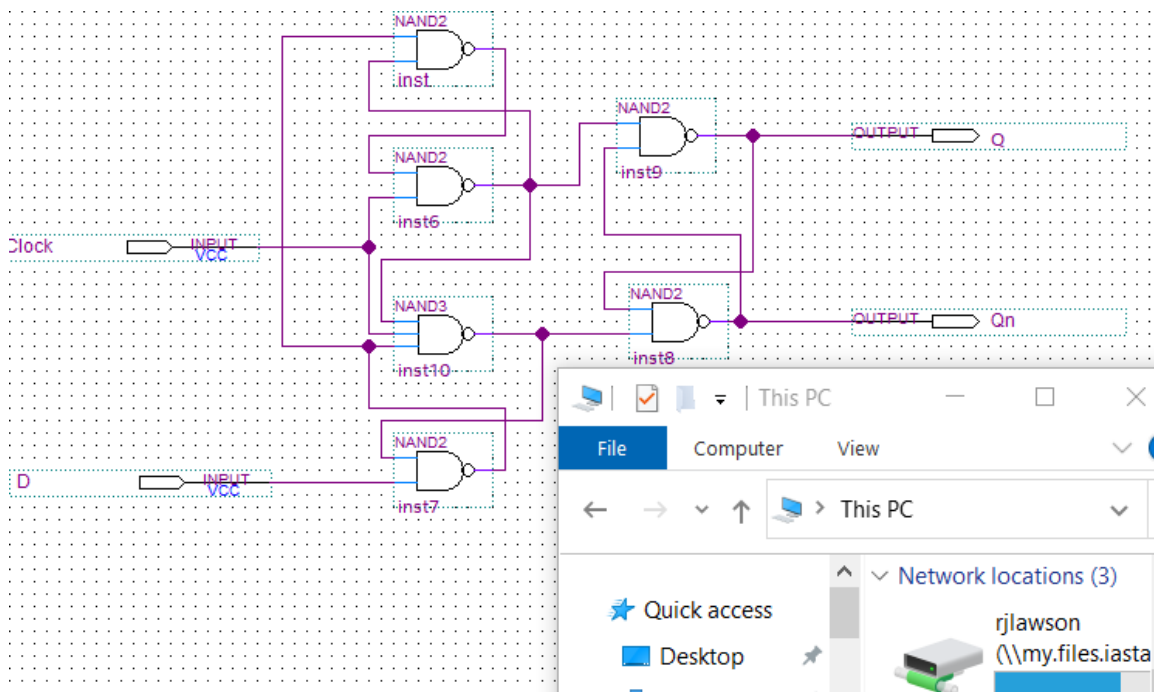 NAND2
inst
NAND2
inst6
Clock
INPUT
VCC
NAND3
inst10
NAND2
inst7
D
INPUT
VCC
NAND2
inst9
OUTPUT
Q
NAND2
inst8
OUTPUT
Qn
This PC
File
Computer
View
This PC
Quick access
Desktop
Network locations (3)
rjlawson
(\\my.files.iasta